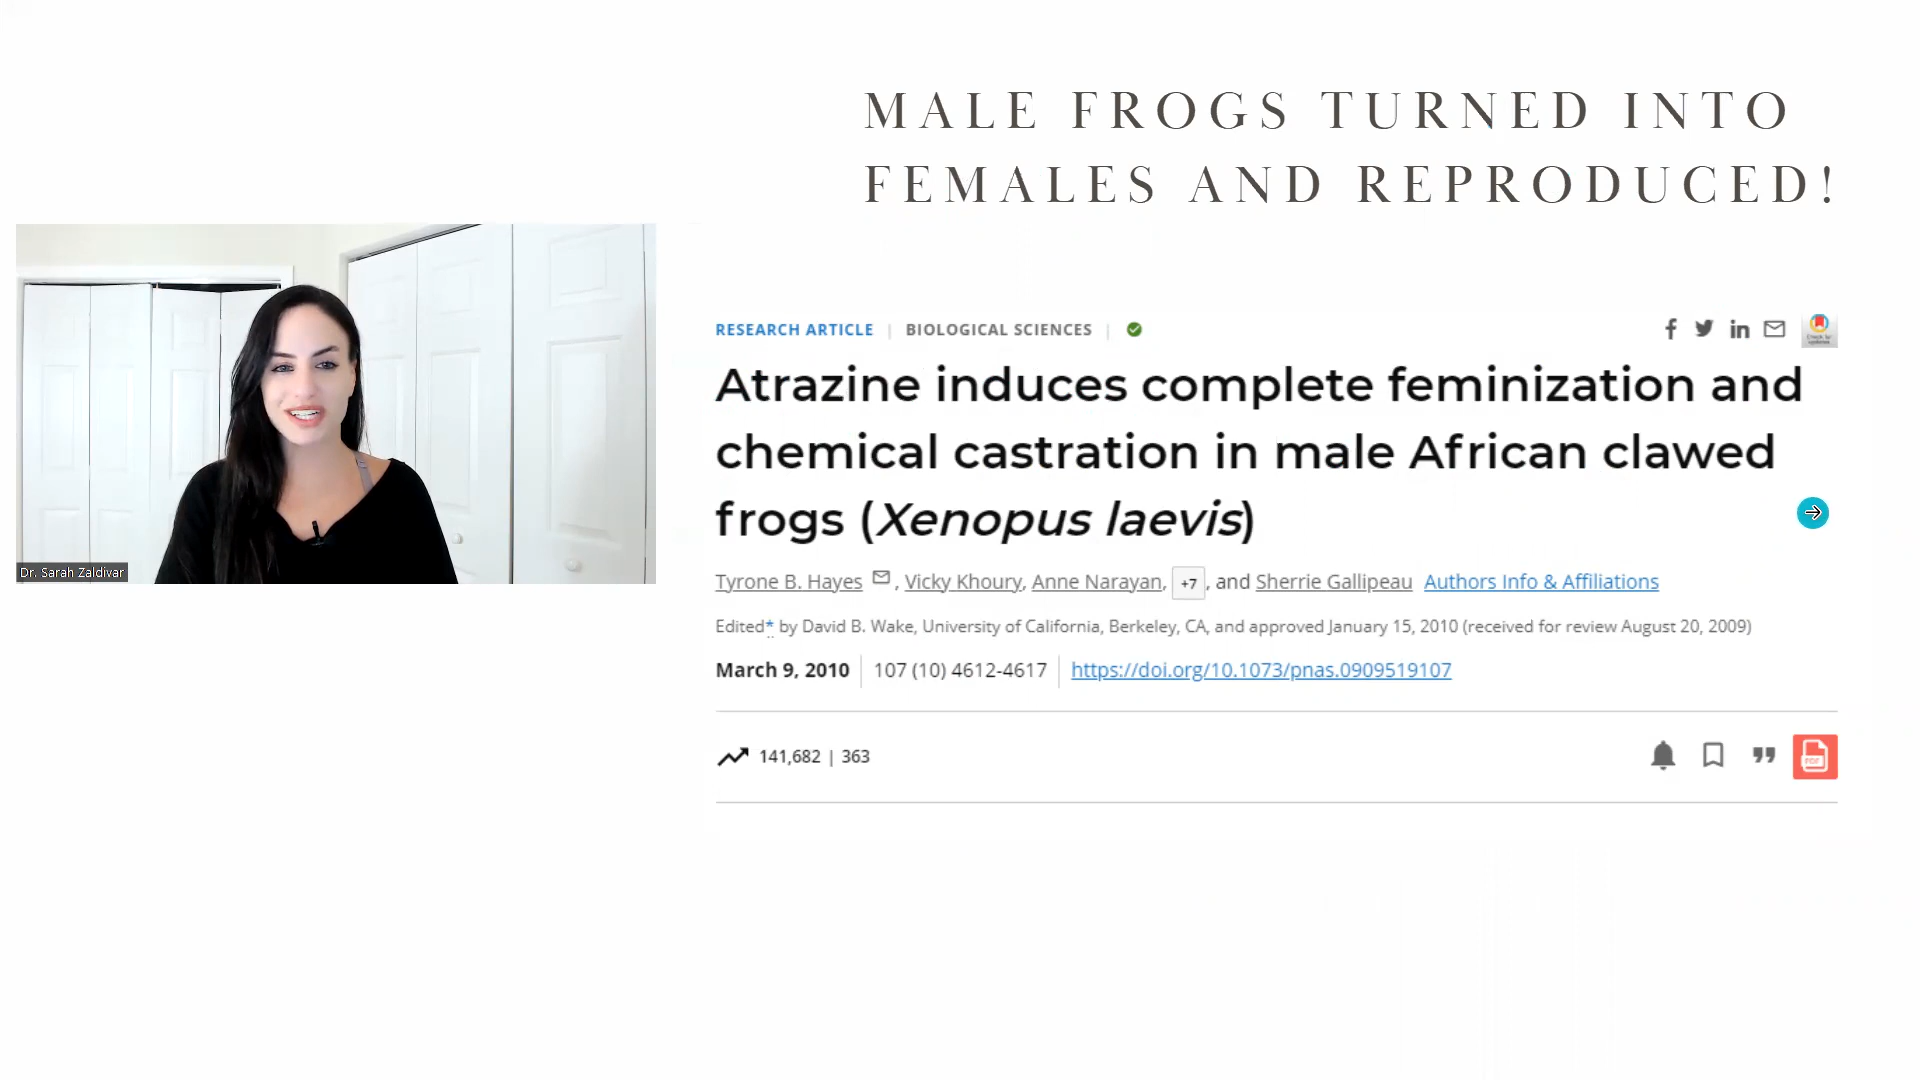 MALE FROGS TURNED INTO
FEMALES AND REPRODUCED!
Dr. Sarah Zaldivar
RESEARCH ARTICLE | BIOLOGICAL SCIENCES |
Atrazine induces complete feminization and
chemical castration in male African clawed
frogs (Xenopus laevis)
Tyrone B. Hayes, Vicky Khoury, Anne Narayan, +7, and Sherrie Gallipeau Authors Info & Affiliations
Edited* by David B. Wake, University of California, Berkeley, CA, and approved January 15, 2010 (received for review August 20, 2009)
March 9, 2010 | 107 (10) 4612-4617 | https://doi.org/10.1073/pnas.0909519107
141,682 | 363
PDF